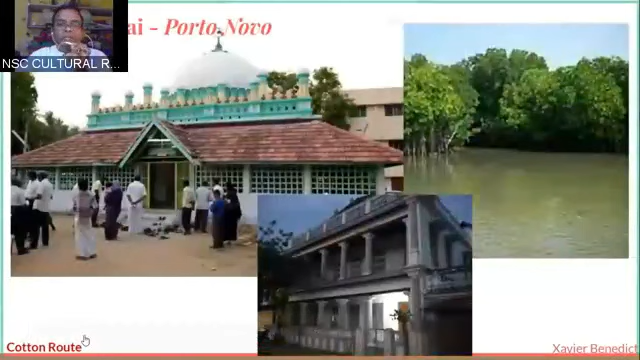 ai - Porto Novo
NSC CULTURAL R...
Cotton Route
Xavier Benedict